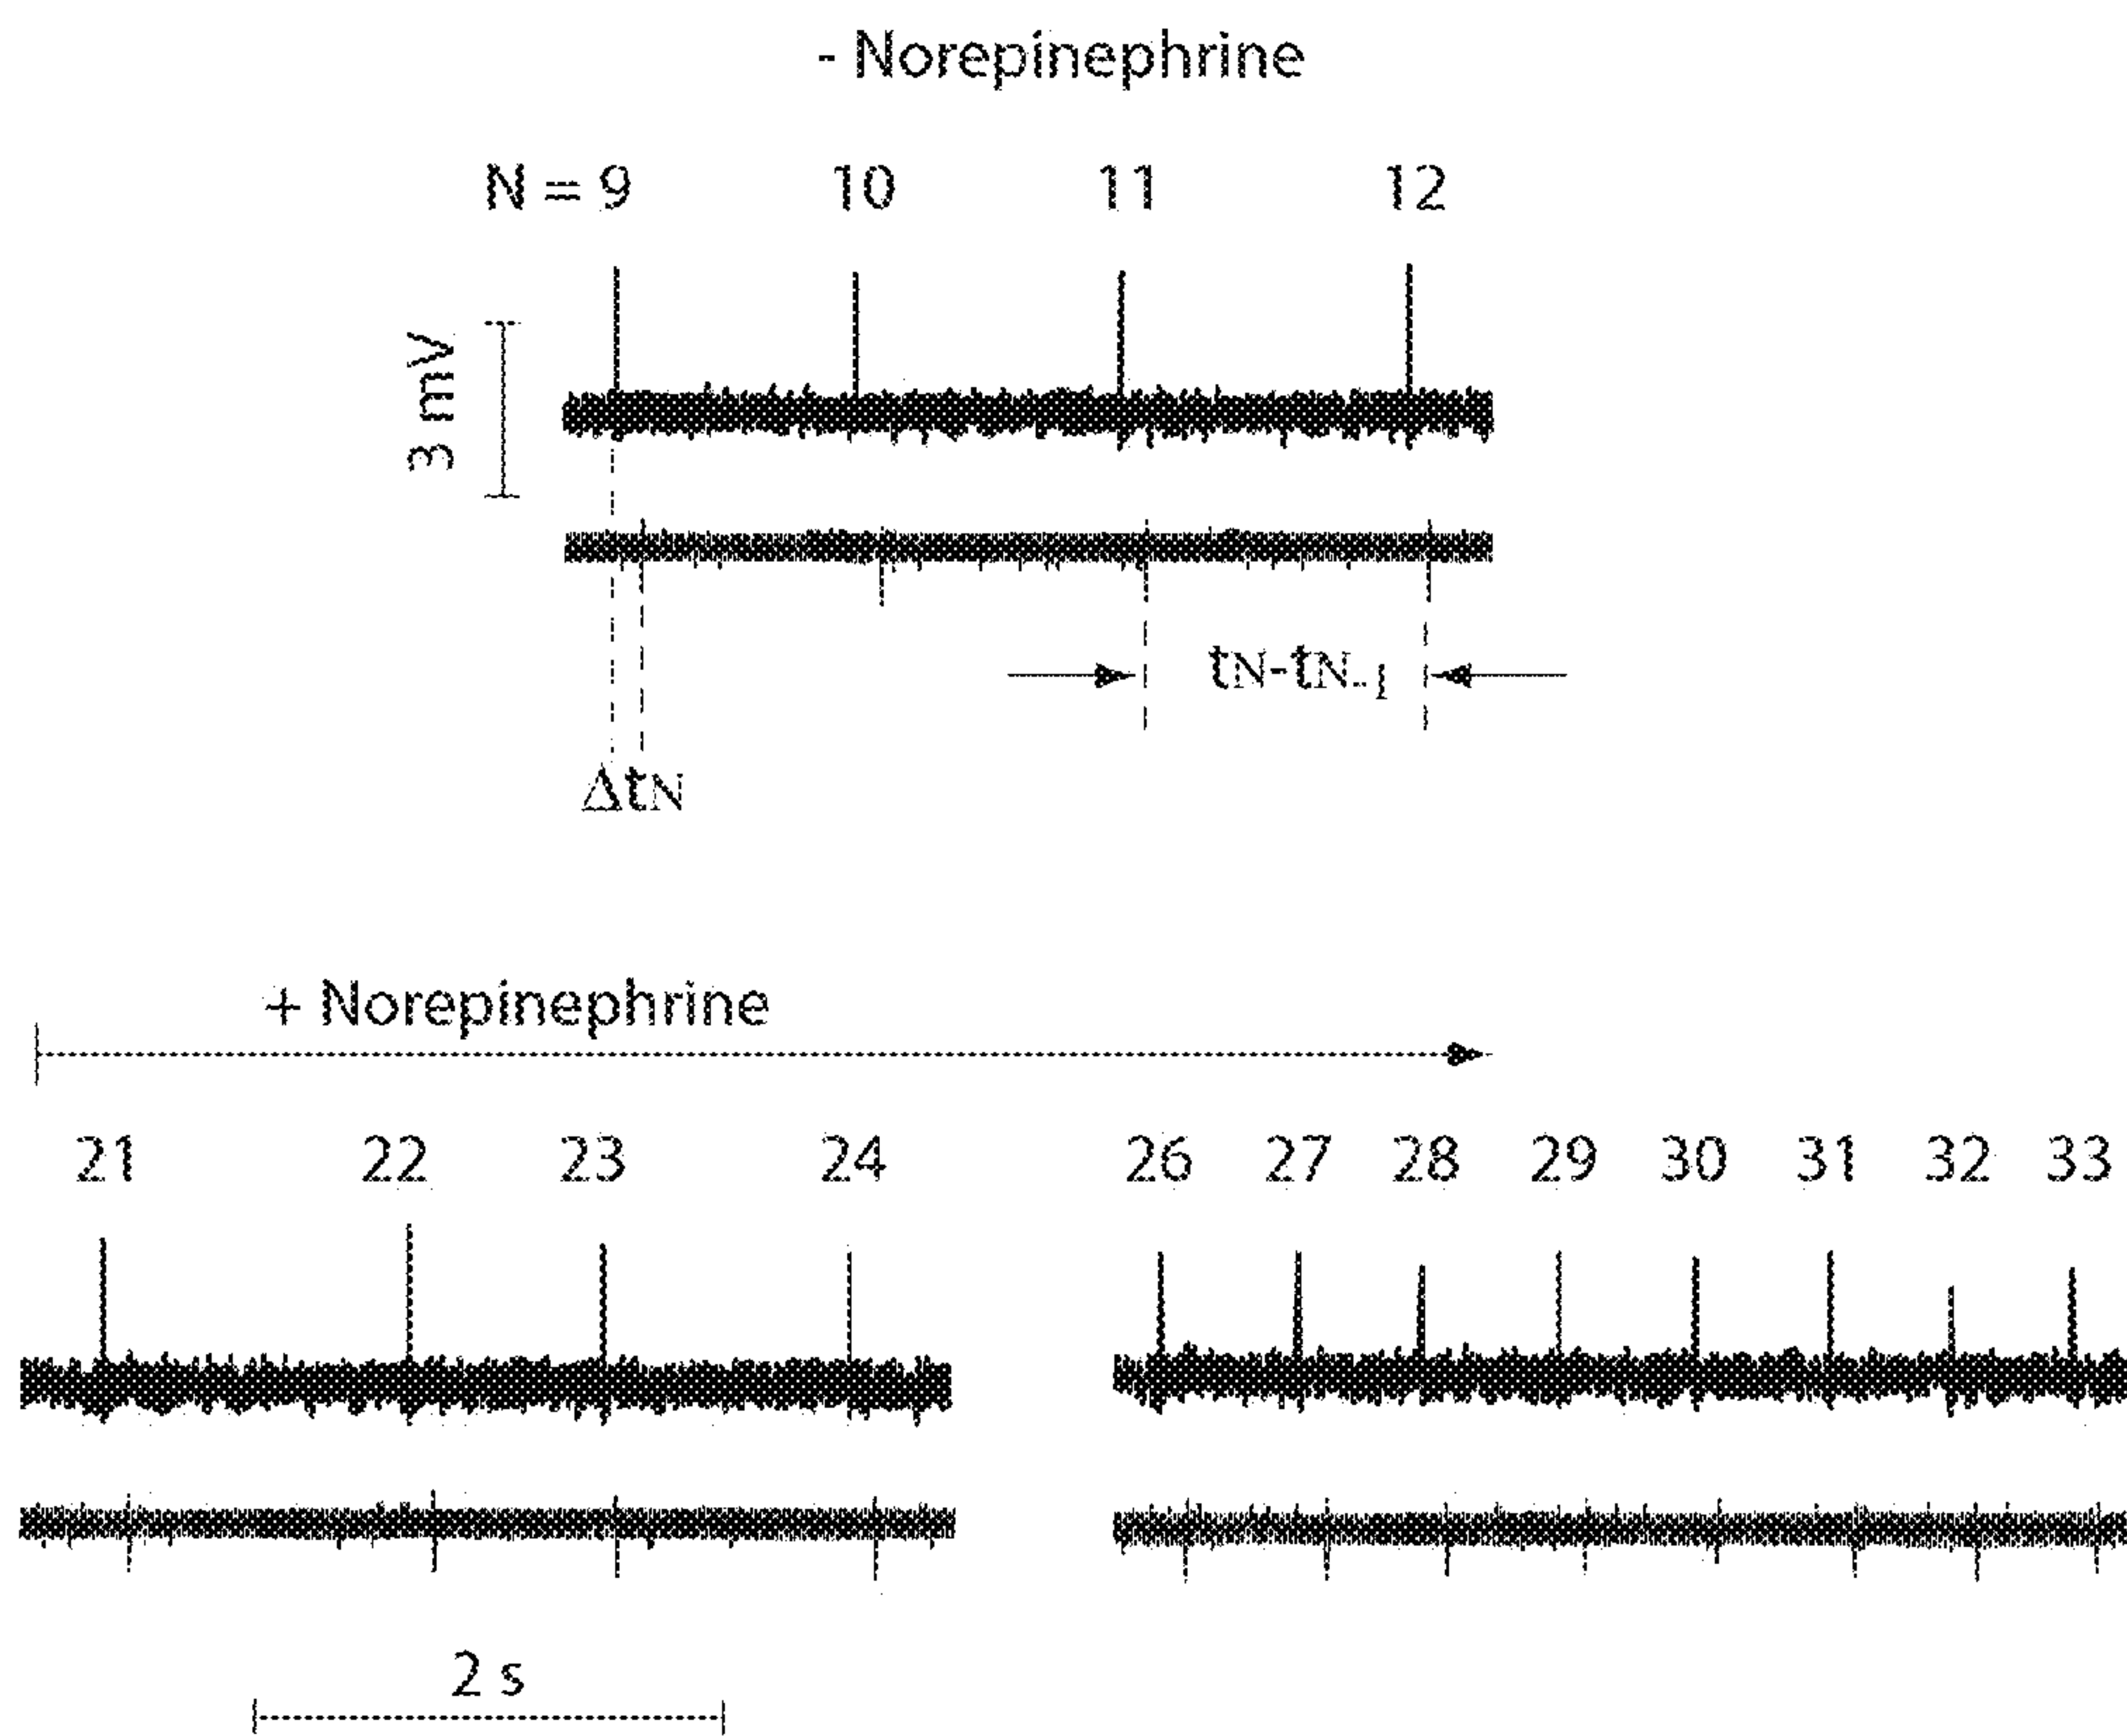 - Norepinephrine
N = 9 10 11 12
3 mV
tN-tN-1
ΔtN
+ Norepinephrine
21 22 23 24 26 27 28 29 30 31 32 33
2 s